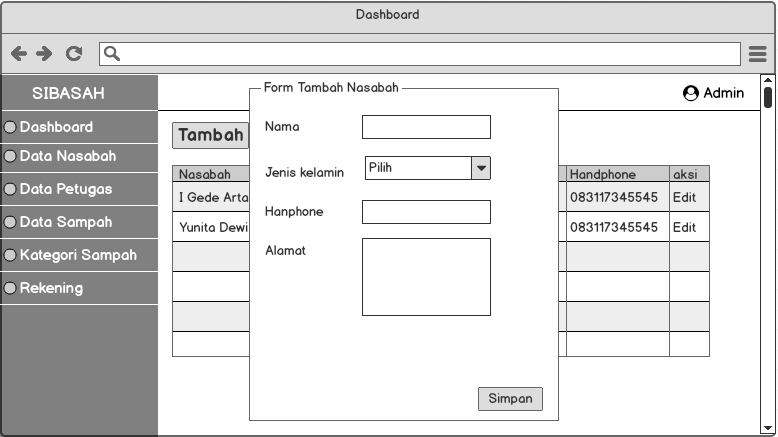 Dashboard
SIBASAH
Admin
Dashboard
Data Nasabah
Data Petugas
Data Sampah
Kategori Sampah
Rekening
Tambah
Nasabah Handphone aksi
I Gede Arta 083117345545 Edit
Yunita Dewi 083117345545 Edit
Form Tambah Nasabah
Nama
Jenis kelamin Pilih
Hanphone
Alamat
Simpan